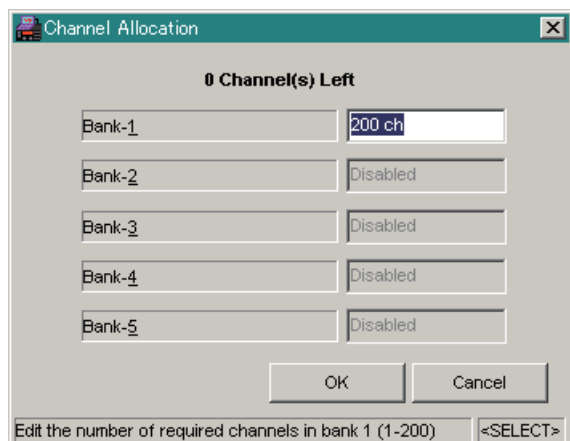 Channel Allocation
0 Channel(s) Left
Bank-1 200 ch
Bank-2 Disabled
Bank-3 Disabled
Bank-4 Disabled
Bank-5 Disabled
OK Cancel
Edit the number of required channels in bank 1 (1-200) <SELECT>